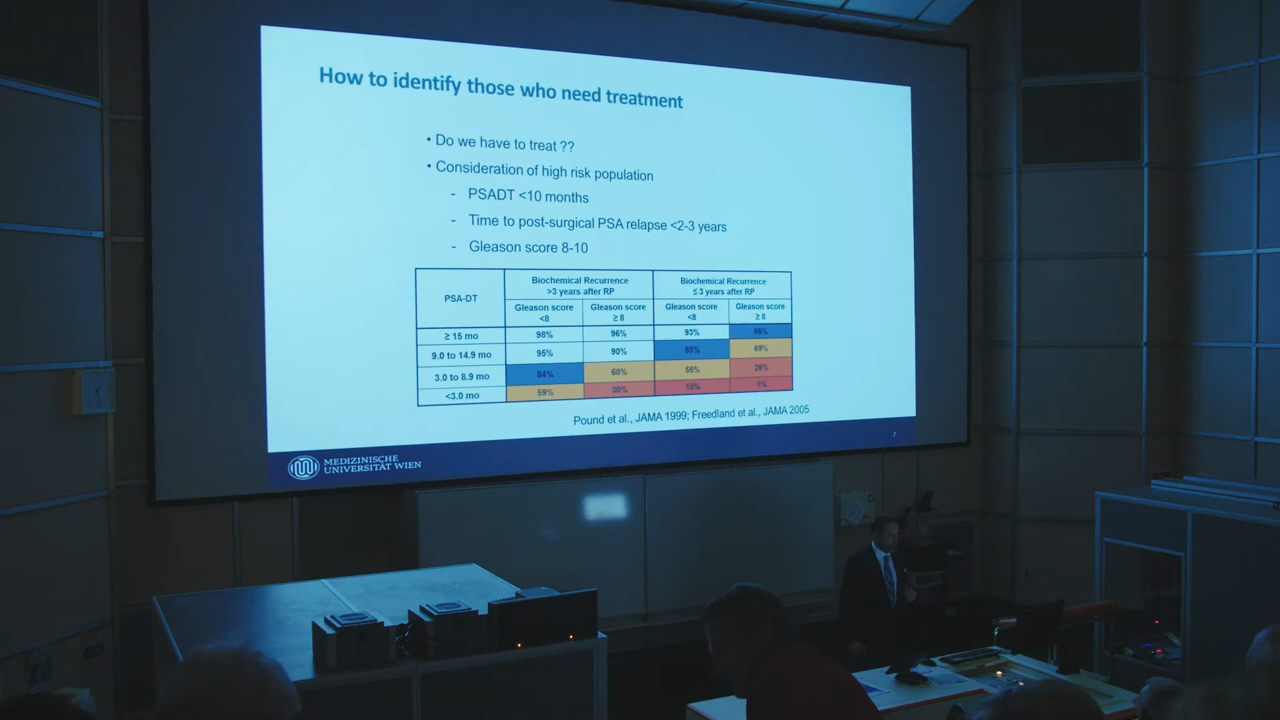 How to identify those who need treatment
• Do we have to treat ??
• Consideration of high risk population
- PSADT <10 months
- Time to post-surgical PSA relapse <2-3 years
- Gleason score 8-10
PSA-DT
Biochemical Recurrence
>3 years after RP
Biochemical Recurrence
≤ 3 years after RP
Gleason score
<8
Gleason score
≥ 8
Gleason score
<8
Gleason score
≥ 8
≥ 15 mo 98% 96% 93% 86%
9.0 to 14.9 mo 95% 90% 85% 69%
3.0 to 8.9 mo 84% 68% 55% 26%
<3.0 mo 59% 30% 15% 1%
Pound et al., JAMA 1999; Freedland et al., JAMA 2005
7
MEDIZINISCHE
UNIVERSITÄT WIEN